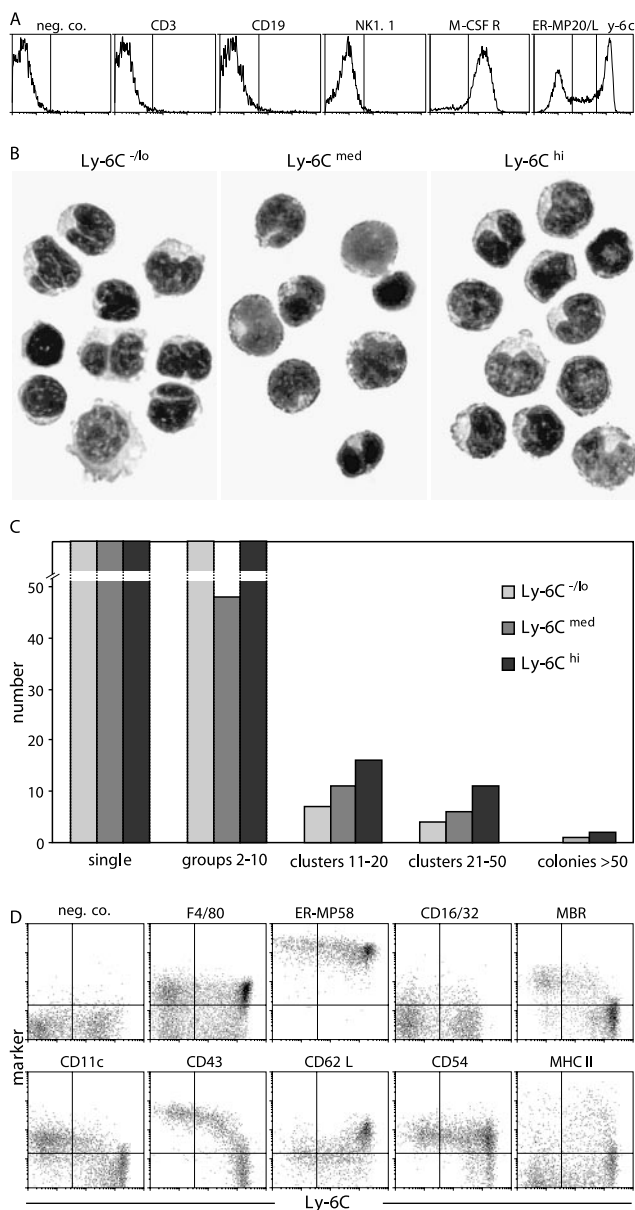 A
neg. co. CD3 CD19 NK1. 1 M-CSF R ER-MP20/L y-6c
B
Ly-6C -/lo Ly-6C med Ly-6C hi
C
50
40
30
20
10
0
number
Ly-6C -/lo
Ly-6C med
Ly-6C hi
single groups 2-10 clusters 11-20 clusters 21-50 colonies >50
D
neg. co. F4/80 ER-MP58 CD16/32 MBR
CD11c CD43 CD62 L CD54 MHC II
marker
Ly-6C